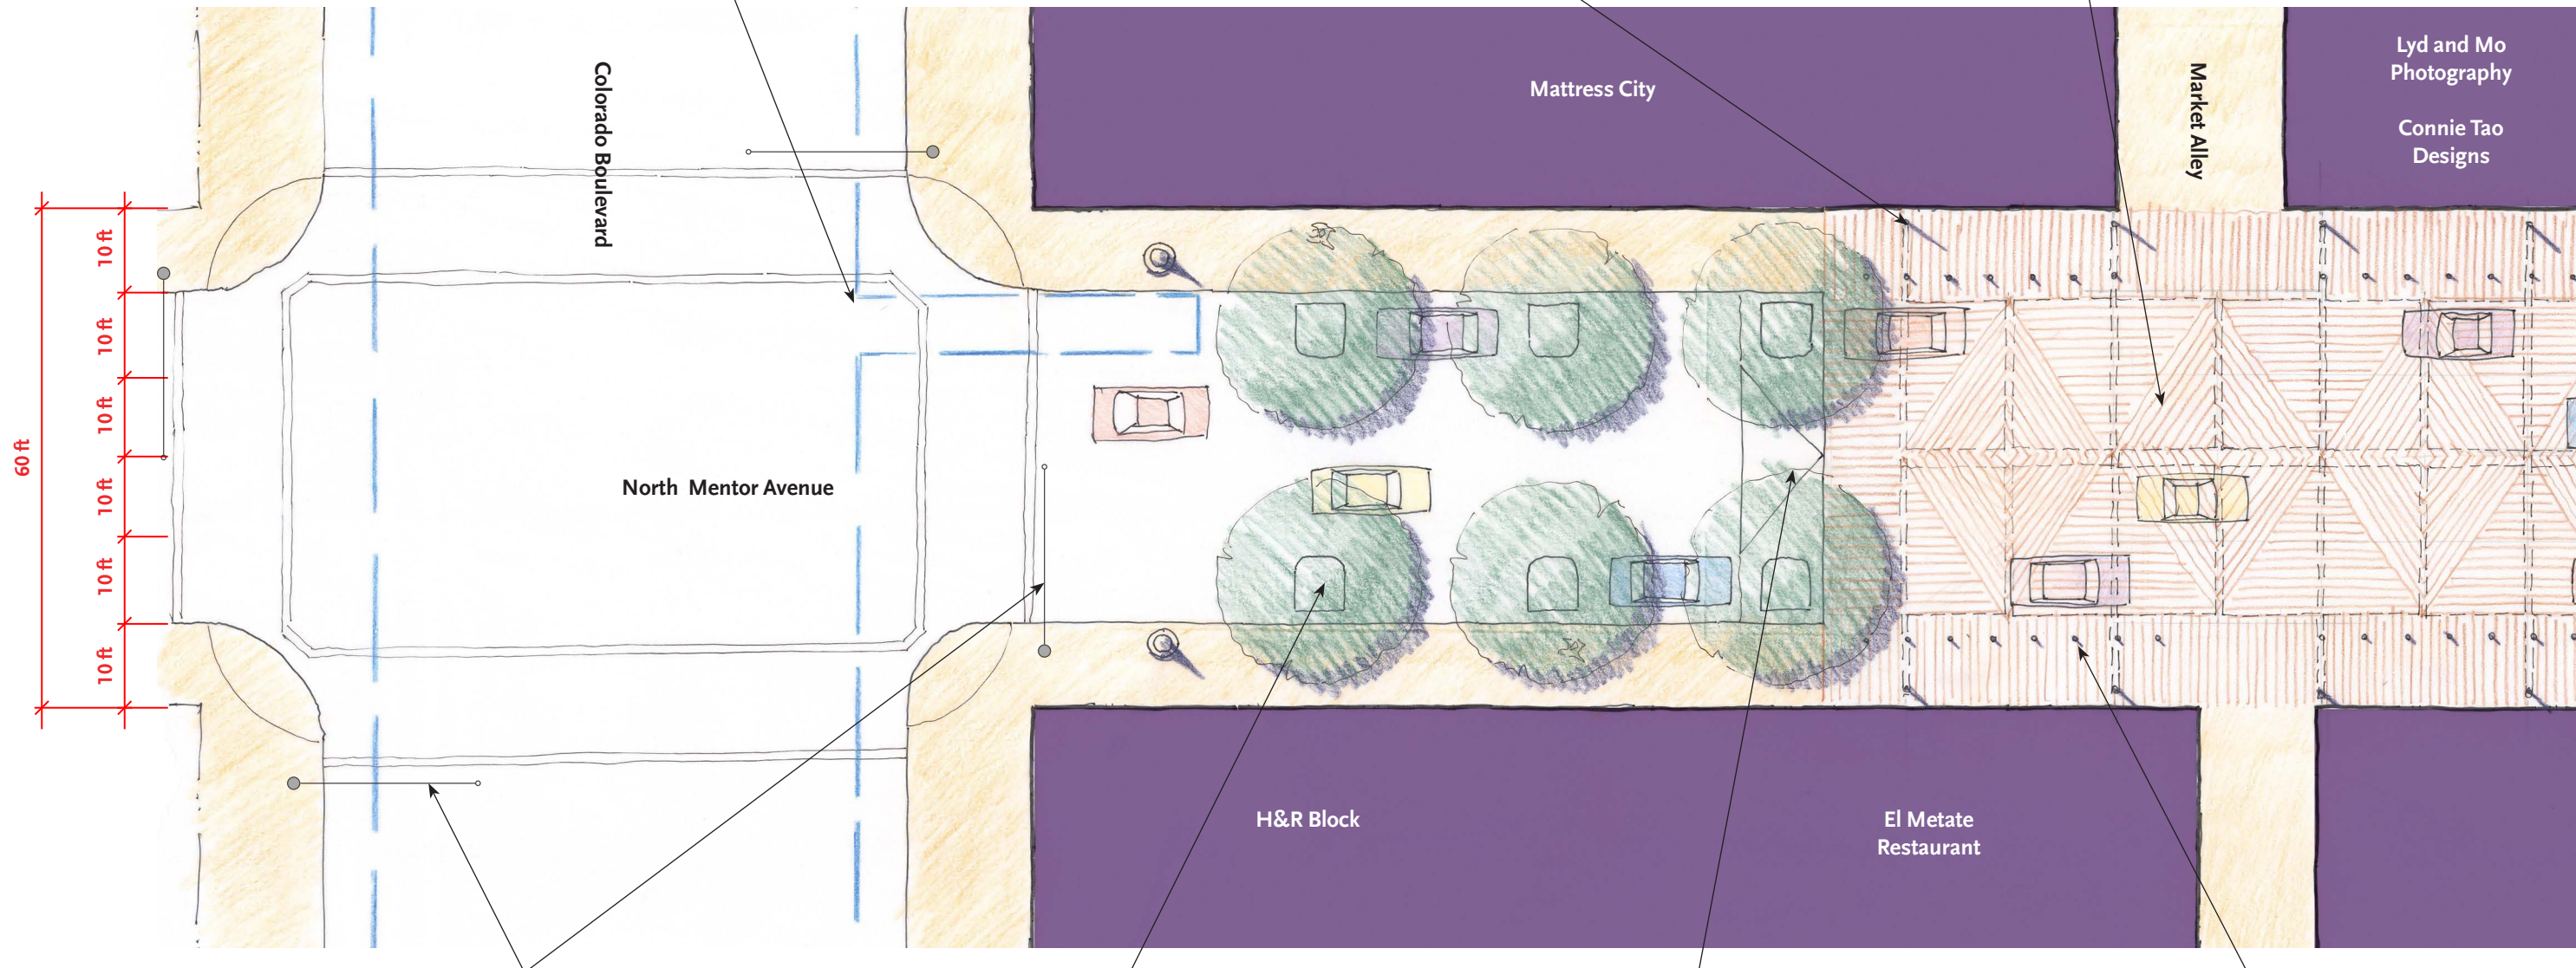 Colorado Boulevard
Mattress City
Market Alley
Lyd and Mo
Photography
Connie Tao
Designs
60 ft
10 ft
10 ft
10 ft
10 ft
10 ft
10 ft
North Mentor Avenue
H&R Block
El Metate
Restaurant